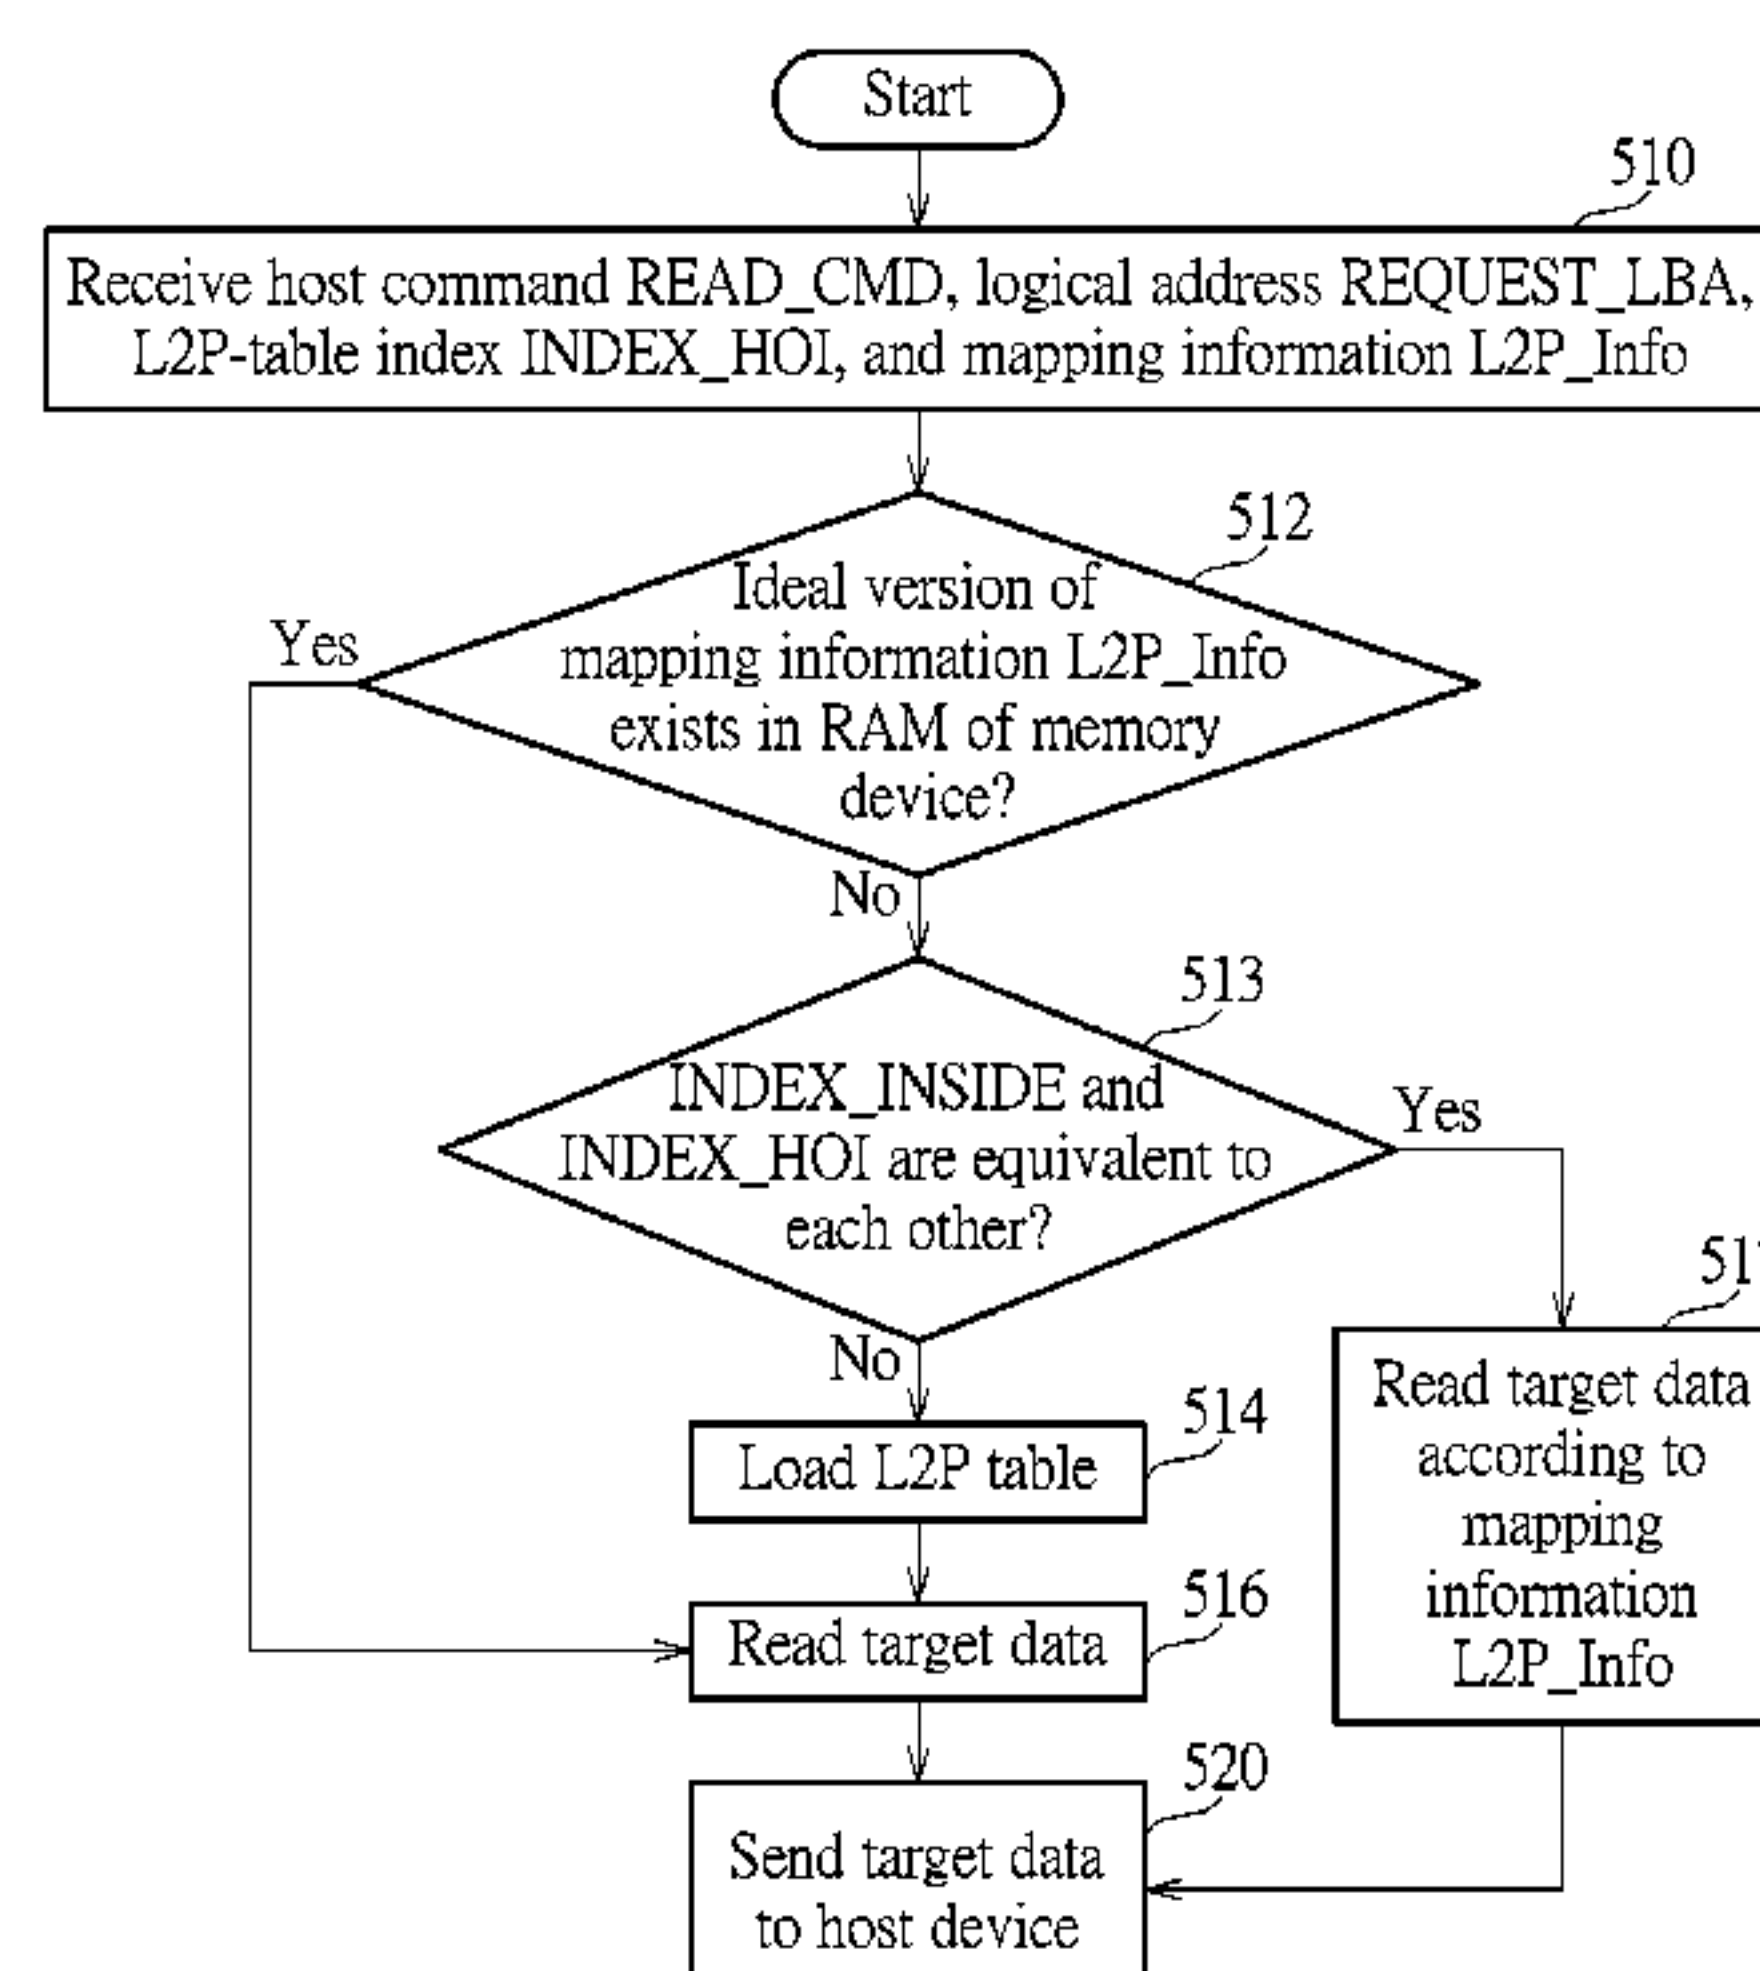 Start
510
Receive host command READ_CMD, logical address REQUEST_LBA,
L2P-table index INDEX_HOI, and mapping information L2P_Info
512
Ideal version of
mapping information L2P_Info
exists in RAM of memory
device?
Yes
No
513
INDEX_INSIDE and
INDEX_HOI are equivalent to
each other?
Yes
No
514
Load L2P table
Read target data
according to
mapping
information
L2P_Info
516
Read target data
520
Send target data
to host device